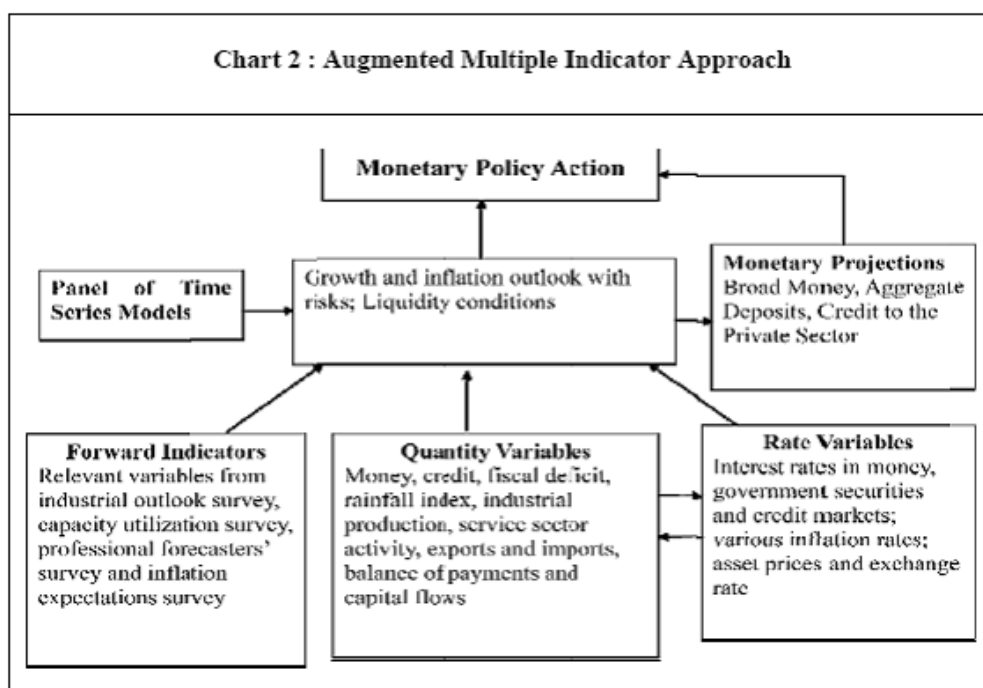 Chart 2 : Augmented Multiple Indicator Approach
Monetary Policy Action
Panel of Time
Series Models
Growth and inflation outlook with
risks; Liquidity conditions
Monetary Projections
Broad Money, Aggregate
Deposits, Credit to the
Private Sector
Forward Indicators
Relevant variables from
industrial outlook survey,
capacity utilization survey,
professional forecasters'
survey and inflation
expectations survey
Quantity Variables
Money, credit, fiscal deficit,
rainfall index, industrial
production, service sector
activity, exports and imports,
balance of payments and
capital flows
Rate Variables
Interest rates in money,
government securities
and credit markets;
various inflation rates;
asset prices and exchange
rate